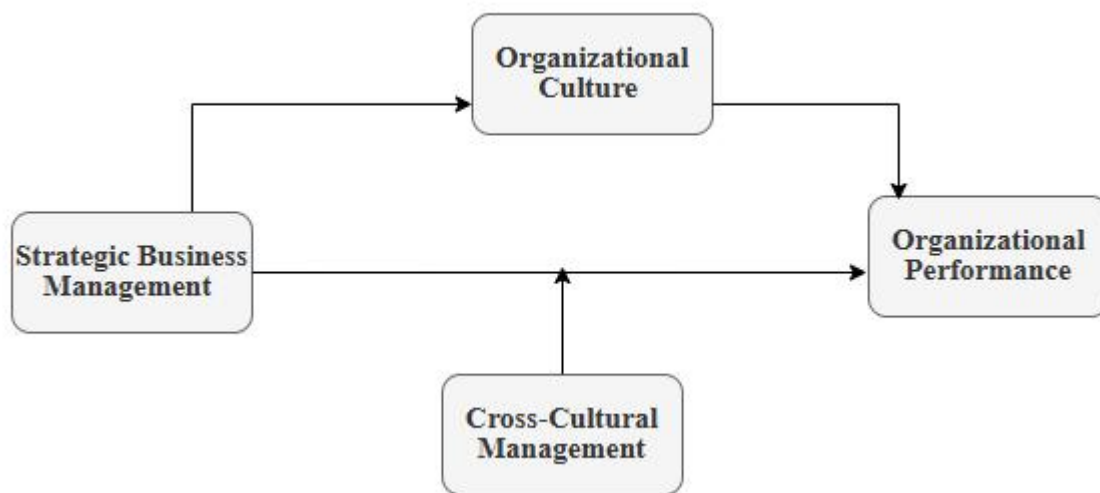 Organizational
Culture
Strategic Business
Management
Organizational
Performance
Cross-Cultural
Management